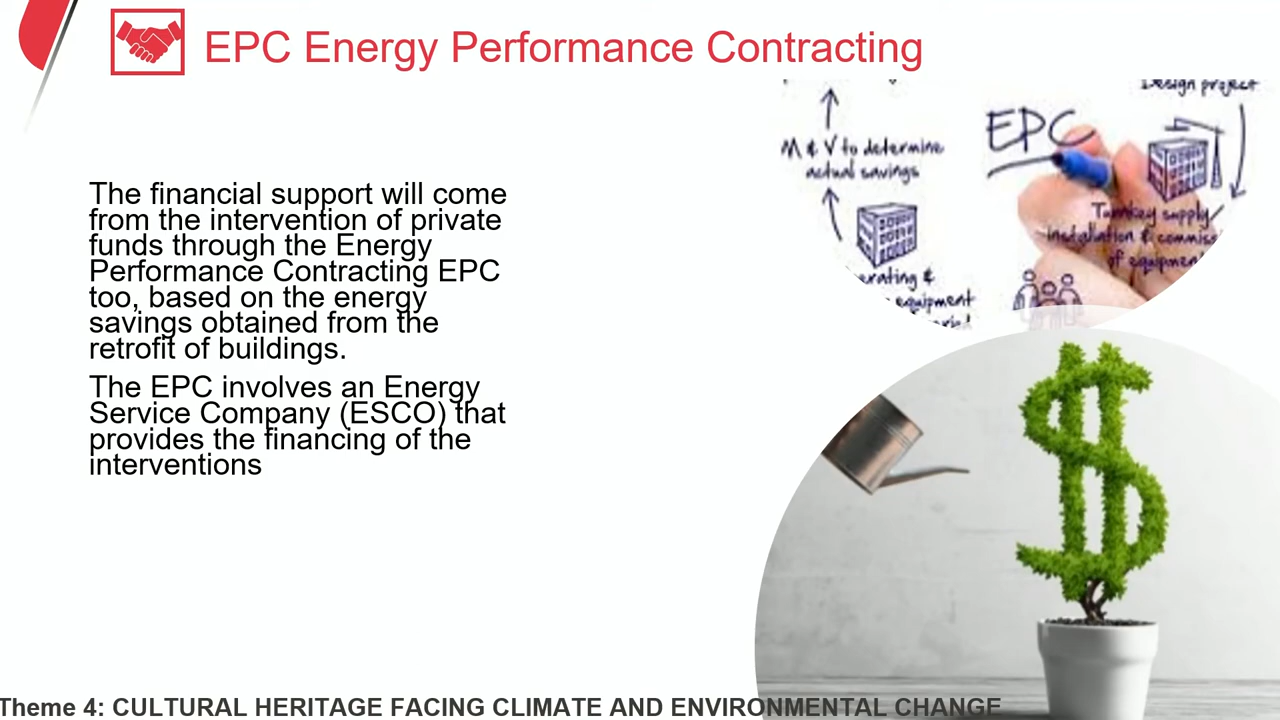 EPC Energy Performance Contracting
Design project
EPC
M & V to determine
actual savings
The financial support will come
from the intervention of private
funds through the Energy
Performance Contracting EPC
too, based on the energy
savings obtained from the
retrofit of buildings.
The EPC involves an Energy
Service Company (ESCO) that
provides the financing of the
interventions
Turnkey supply/
installation &
of equipment
&
equipment
Theme 4: CULTURAL HERITAGE FACING CLIMATE AND ENVIRONMENTAL CHANGE